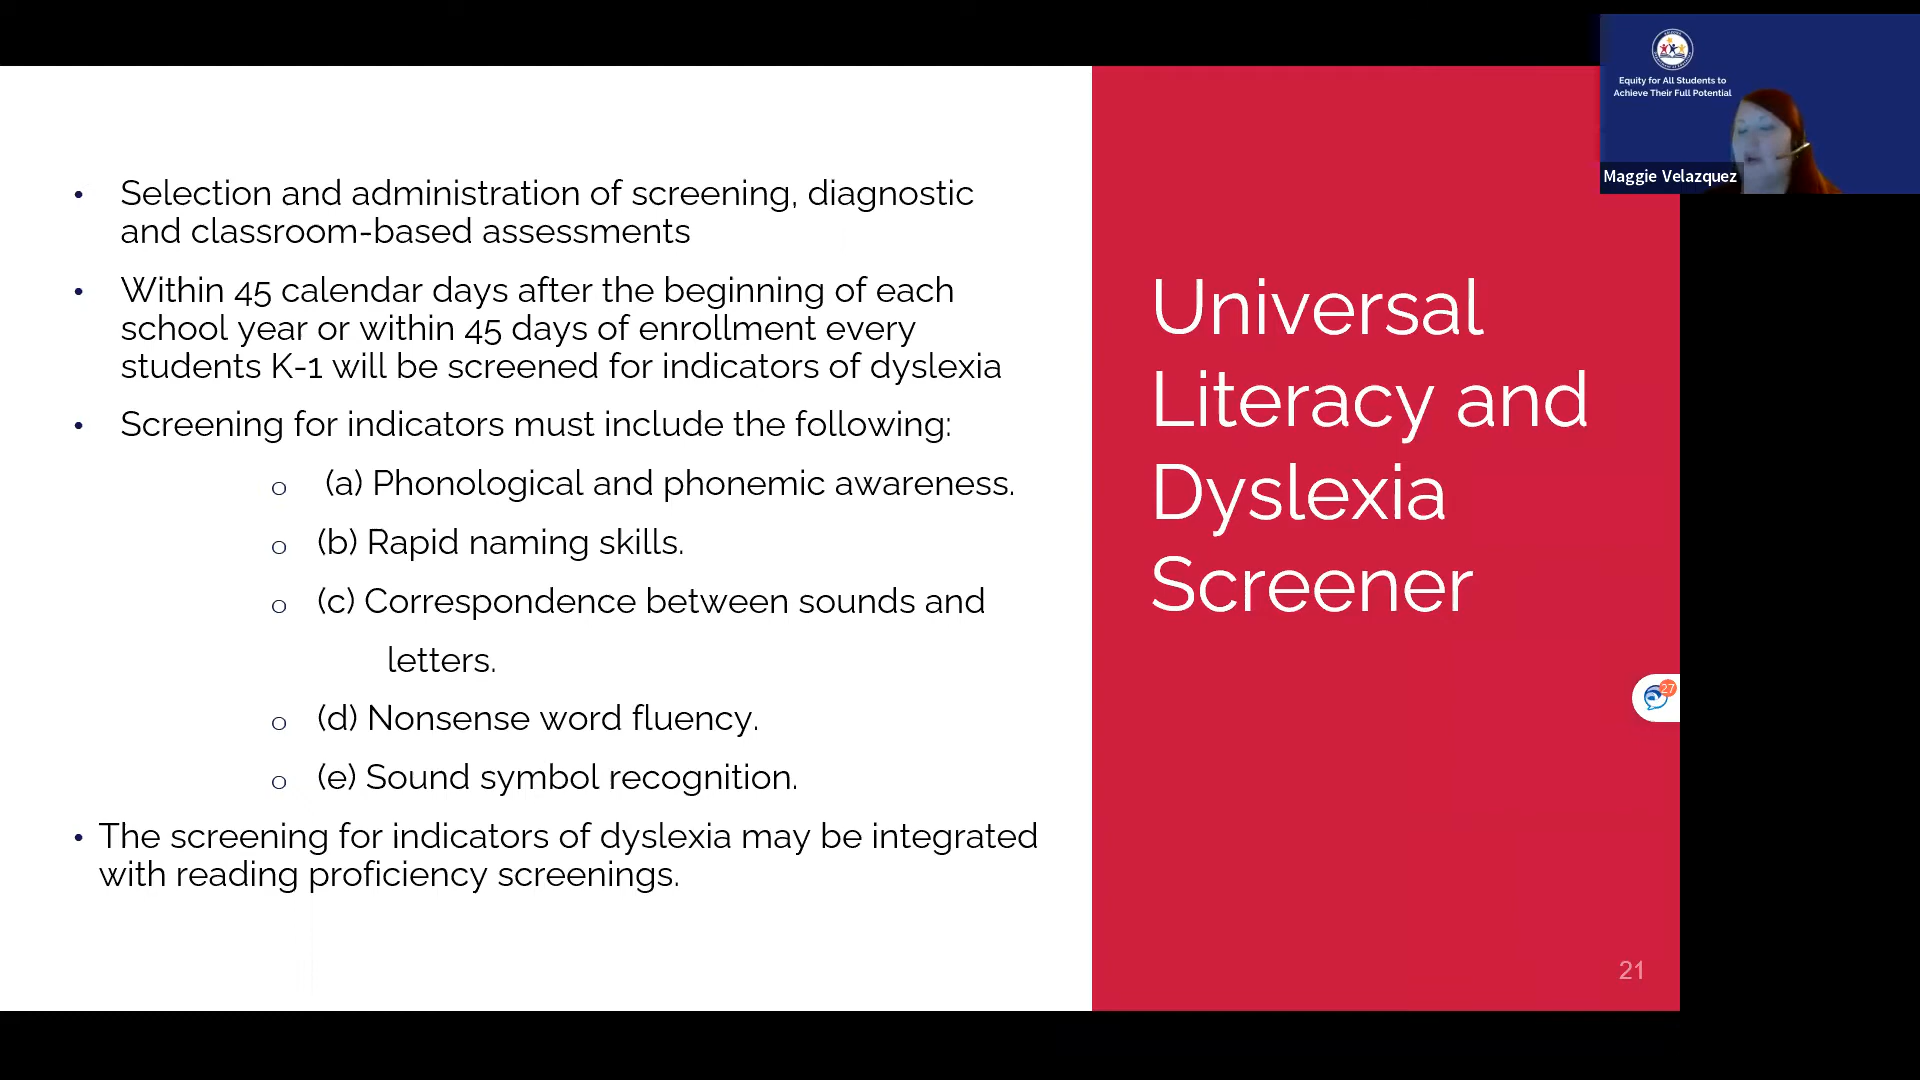 Equity for All Students to
Achieve Their Full Potential
Maggie Velazquez
• Selection and administration of screening, diagnostic
and classroom-based assessments
• Within 45 calendar days after the beginning of each
school year or within 45 days of enrollment every
students K-1 will be screened for indicators of dyslexia
• Screening for indicators must include the following:
o (a) Phonological and phonemic awareness.
o (b) Rapid naming skills.
o (c) Correspondence between sounds and
letters.
o (d) Nonsense word fluency.
o (e) Sound symbol recognition.
• The screening for indicators of dyslexia may be integrated
with reading proficiency screenings.
Universal
Literacy and
Dyslexia
Screener
27
21